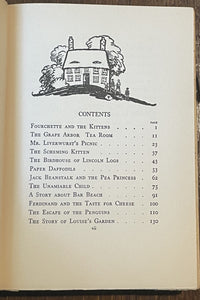 CONTENTS
PAGE
Fourchette and the Kittens . . . . 1
The Grape Arbor Tea Room . . . . 11
Mr. Liverwurst's Picnic . . . . . 23
The Scheming Kitten . . . . . 37
The Birdhouse of Lincoln Logs . . . 45
Paper Daffodils . . . . . . 52
Jack Beanstalk and the Pea Princess . 62
The Unamiable Child . . . . . 75
A Story about Bar Beach . . . . 91
Ferdinand and the Taste for Cheese . 100
The Escape of the Penguins . . . 110
The Story of Louise's Garden . . . 130
vii